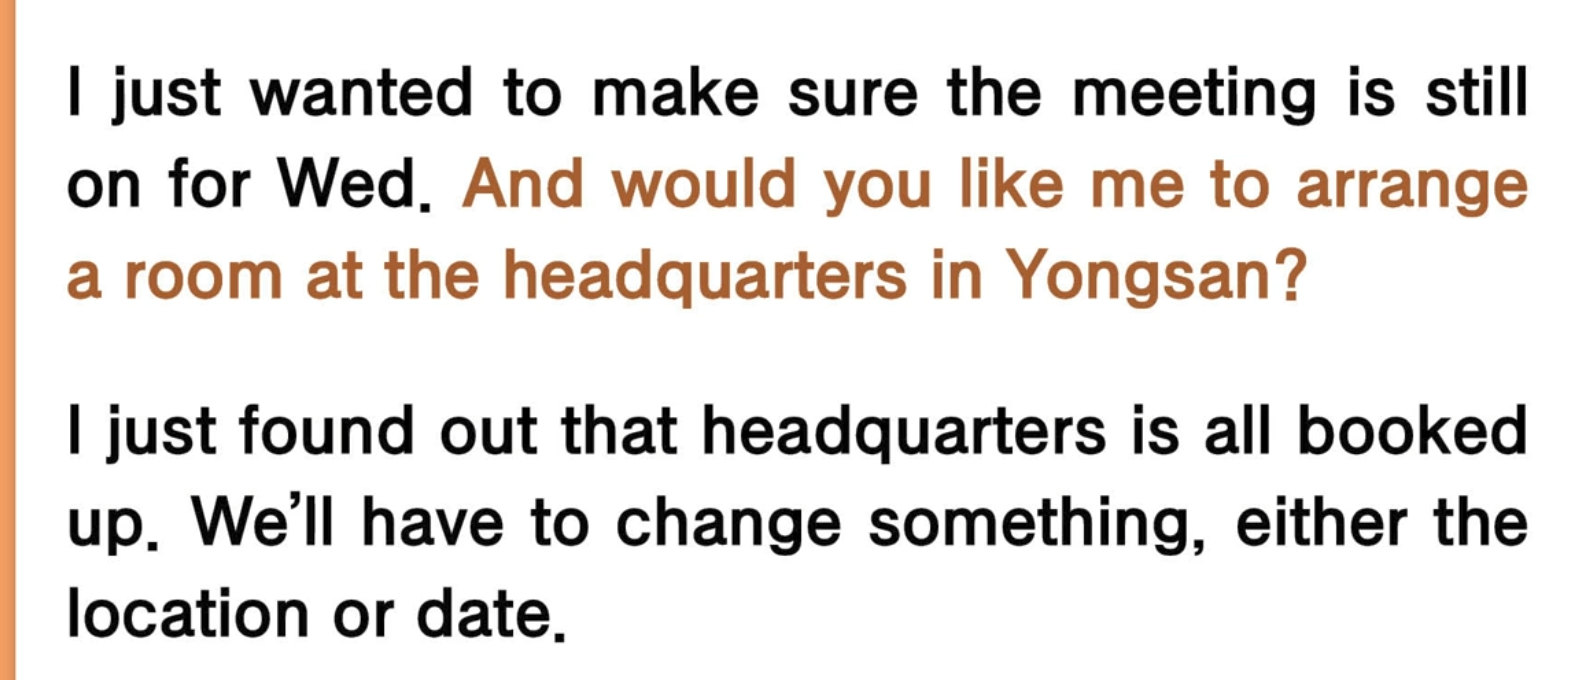 I just wanted to make sure the meeting is still
on for Wed. And would you like me to arrange
a room at the headquarters in Yongsan?
I just found out that headquarters is all booked
up. We’ll have to change something, either the
location or date.